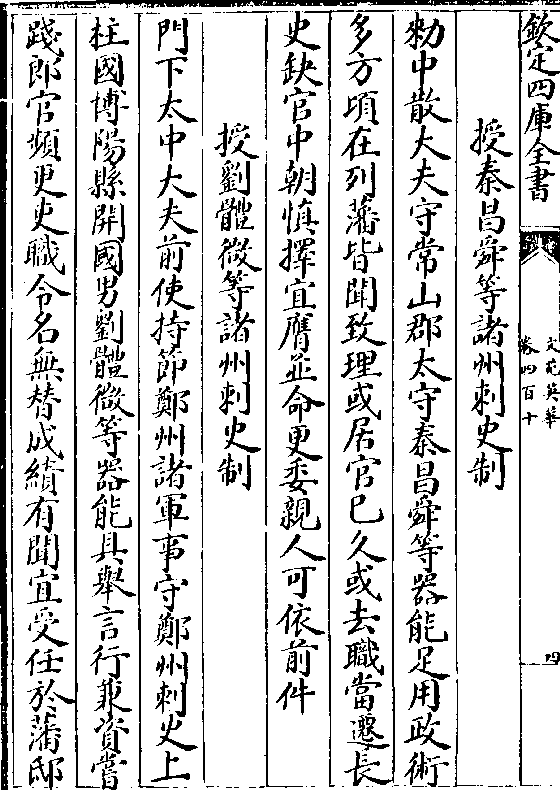 欽定四庫全書
文苑英華
卷四百十
四
授秦昌舜等諸州刺史制
勑中散大夫守常山郡太守秦昌舜等器能足用政術
多方頃在列藩皆聞致理或居官已久或去職當遷長
史缺官中朝慎擇宜膺並命更委親人可依前件
授劉體微等諸州刺史制
門下太中大夫前使持節鄭州諸軍事守鄭州刺史上
柱國博陽縣開國男劉體微等器能具舉言行兼資嘗
踐郎官頻更吏職令名無替成績有聞宜受任於藩邸